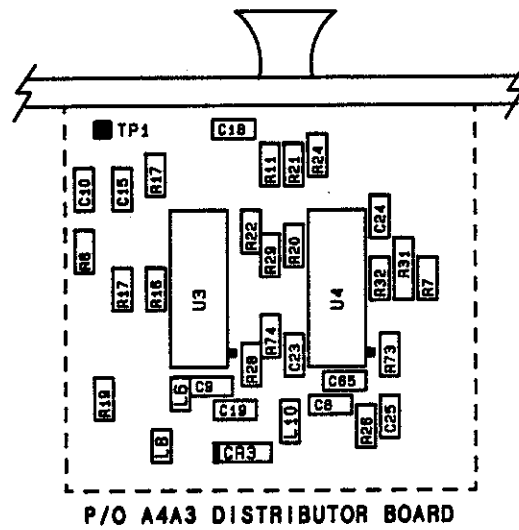 TP1
C18
R11
R21
R24
R17
C10
C15
C24
R22
R6
R29
R20
R31
R32
R7
R17
R16
U3
U4
R74
C23
R73
R28
C65
L6
C9
R19
C19
C8
L10
C25
R26
L8
CR3
P/O A4A3 DISTRIBUTOR BOARD